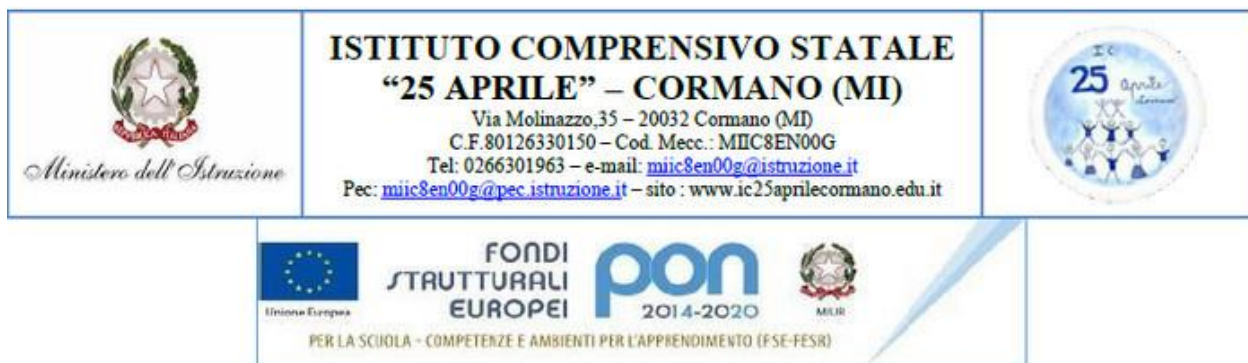 Ministero dell'Istruzione
ISTITUTO COMPRENSIVO STATALE
“25 APRILE” – CORMANO (MI)
Via Molinazzo,35 – 20032 Cormano (MI)
C.F.80126330150 – Cod. Mecc.: MIIC8EN00G
Tel: 0266301963 – e-mail: miic8en00g@istruzione.it
Pec: miic8en00g@pec.istruzione.it – sito : www.ic25aprilecormano.edu.it
I C
25 aprile
Cormano
Unione Europea
FONDI
STRUTTURALI
EUROPEI
pon
2014-2020
MIUR
PER LA SCUOLA - COMPETENZE E AMBIENTI PER L'APPRENDIMENTO (FSE-FESR)